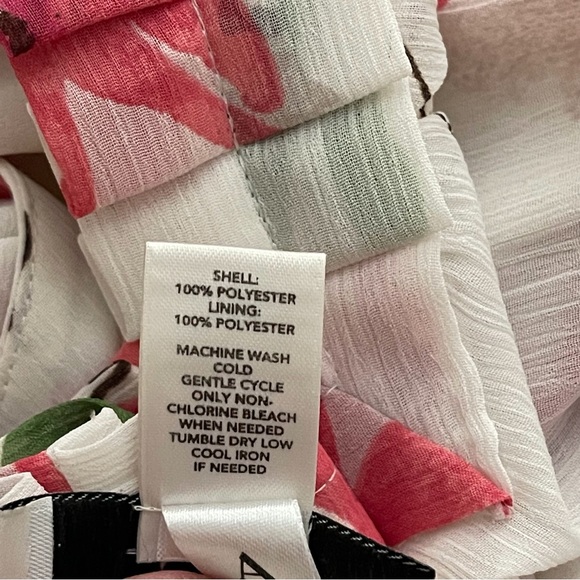 SHELL:
100% POLYESTER
LINING:
100% POLYESTER
MACHINE WASH
COLD
GENTLE CYCLE
ONLY NON-
CHLORINE BLEACH
WHEN NEEDED
TUMBLE DRY LOW
COOL IRON
IF NEEDED